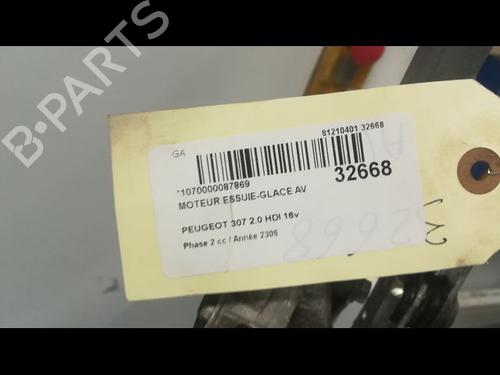 B-PARTS
GA
81210401 32668
*1070000087869
32668
MOTEUR ESSUIE-GLACE AV
PEUGEOT 307 2.0 HDI 16v
Phase 2 cc / Année 2006
32668